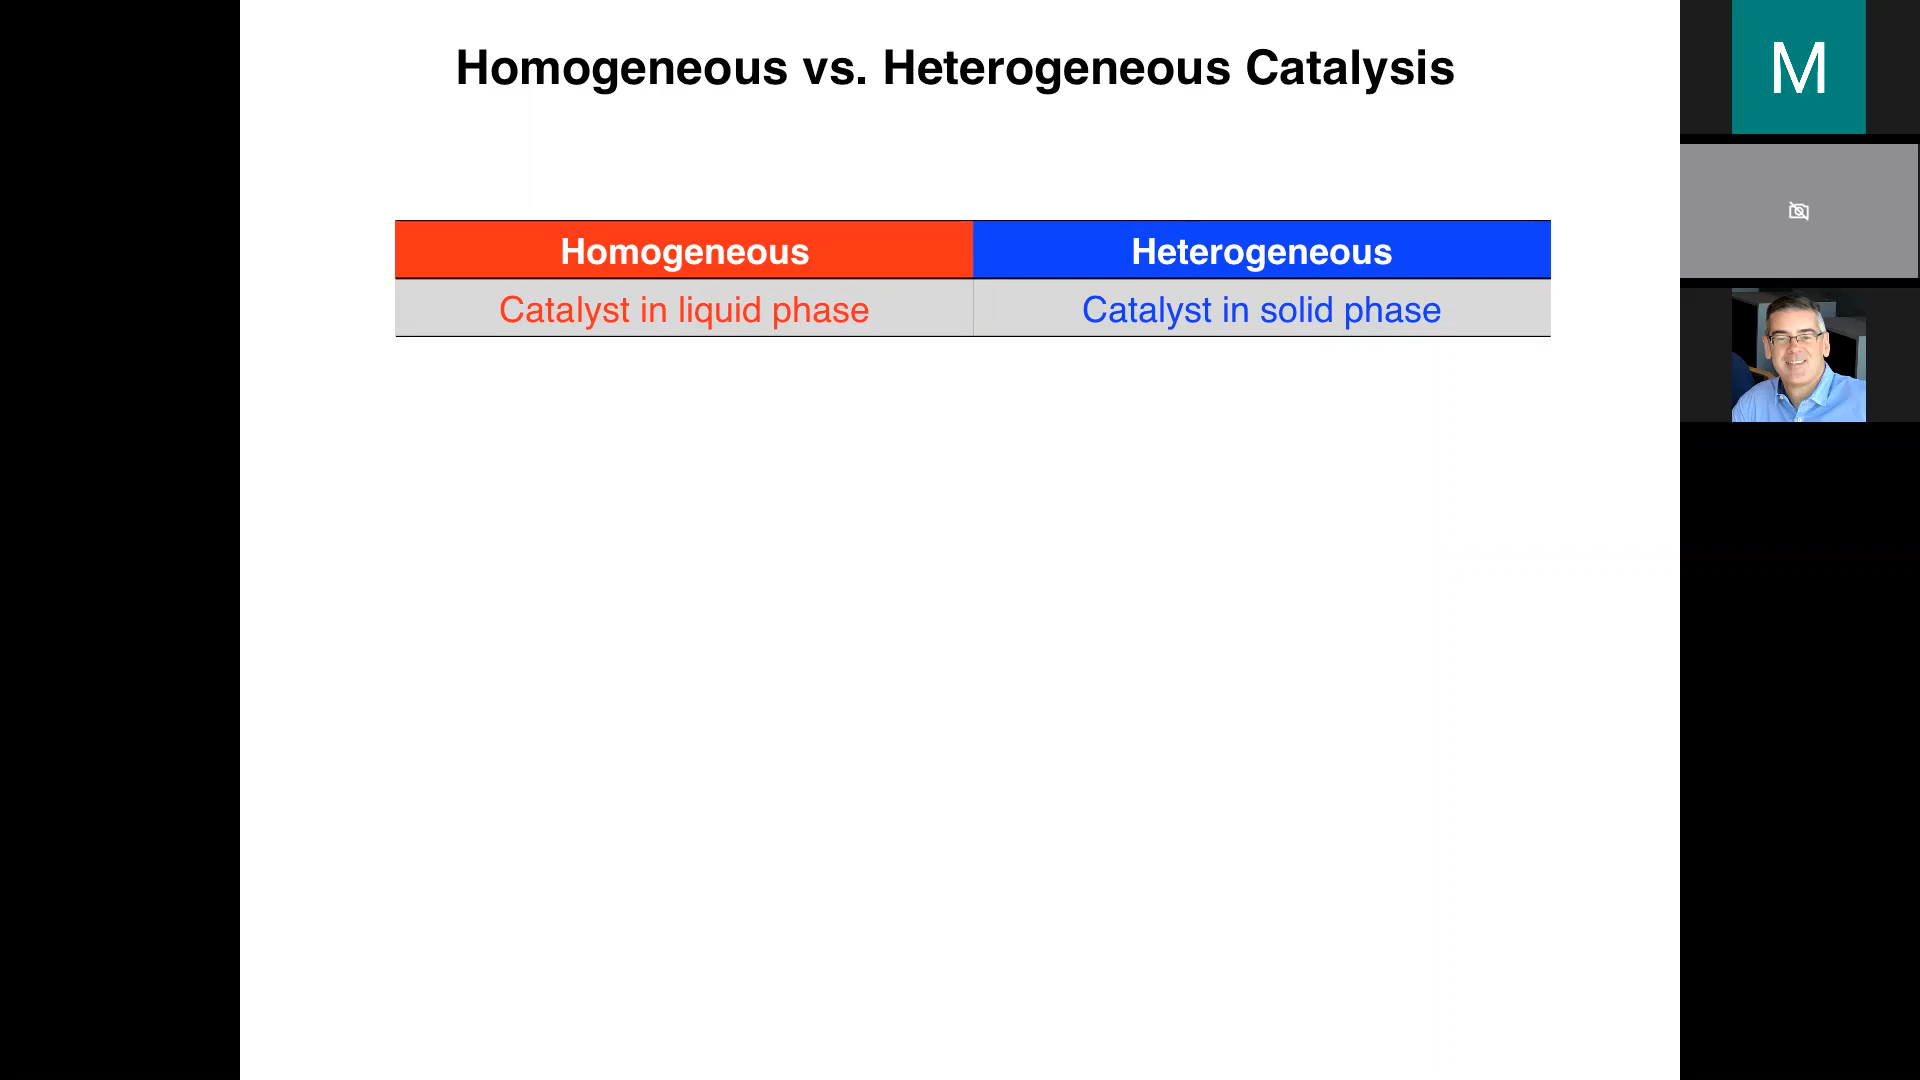 Homogeneous vs. Heterogeneous Catalysis
M
Homogeneous Heterogeneous
Catalyst in liquid phase Catalyst in solid phase